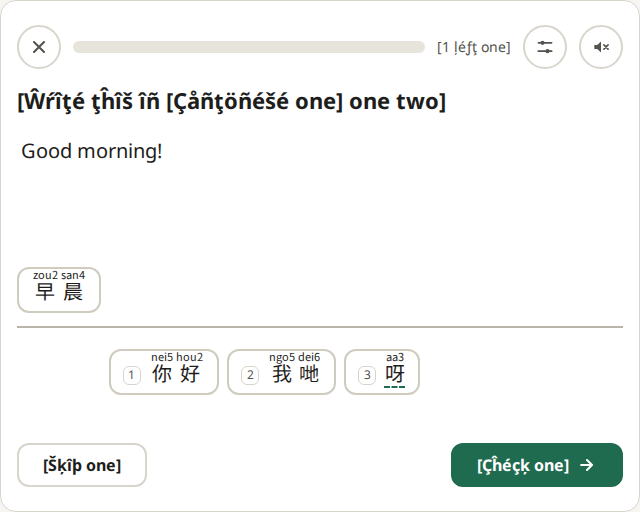 [1 ļéƒţ one]
[Ŵŕîţé ţĥîš îñ [Çåñţöñéšé one] one two]
Good morning!
zou2 san4
早晨
nei5 hou2 ngo5 dei6 aa3
1 你好 2 我哋 3 呀
[Šķîþ one] [Çĥéçķ one]